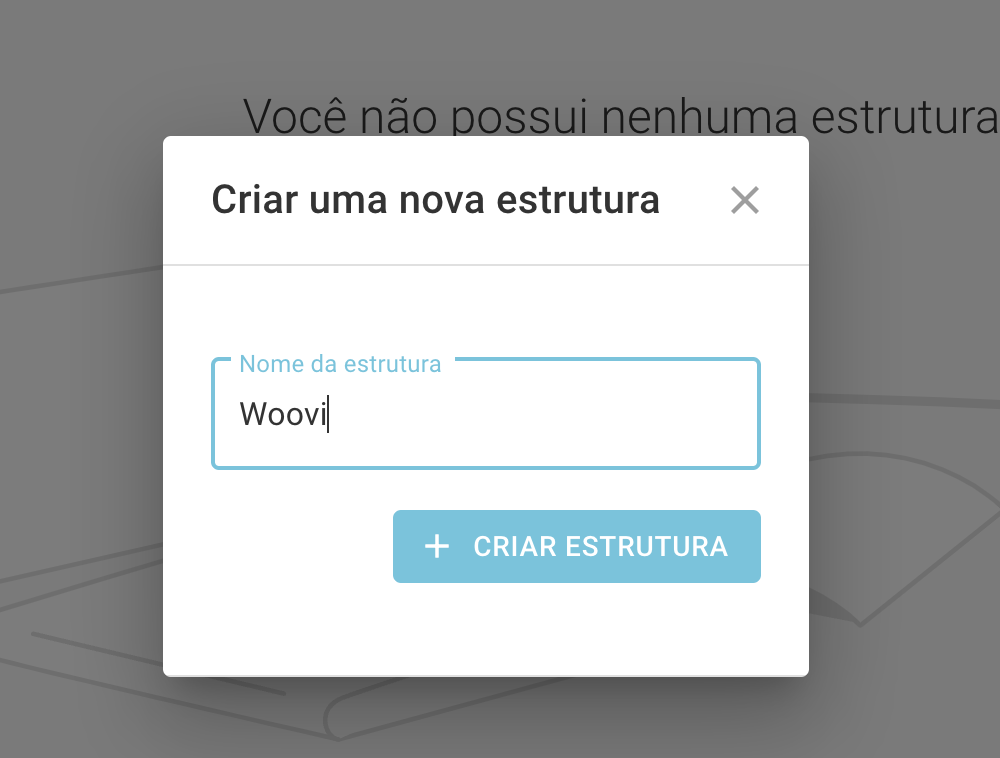 Você não possui nenhuma estrutura
Criar uma nova estrutura
Nome da estrutura
Woovi
CRIAR ESTRUTURA